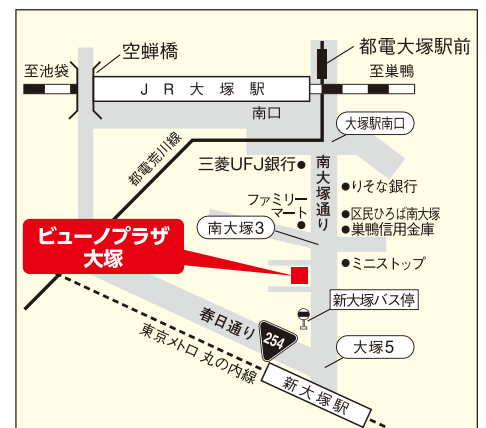 空蝉橋
都電大塚駅前
至池袋
至巣鴨
JR大塚駅
南口
大塚駅南口
都電荒川線
三菱UFJ銀行
南大塚通り
りそな銀行
ファミリー
マート
区民ひろば南大塚
南大塚3
巣鴨信用金庫
ビューノプラザ
大塚
ミニストップ
新大塚バス停
春日通り
254
東京メトロ 丸の内線
大塚5
新大塚駅